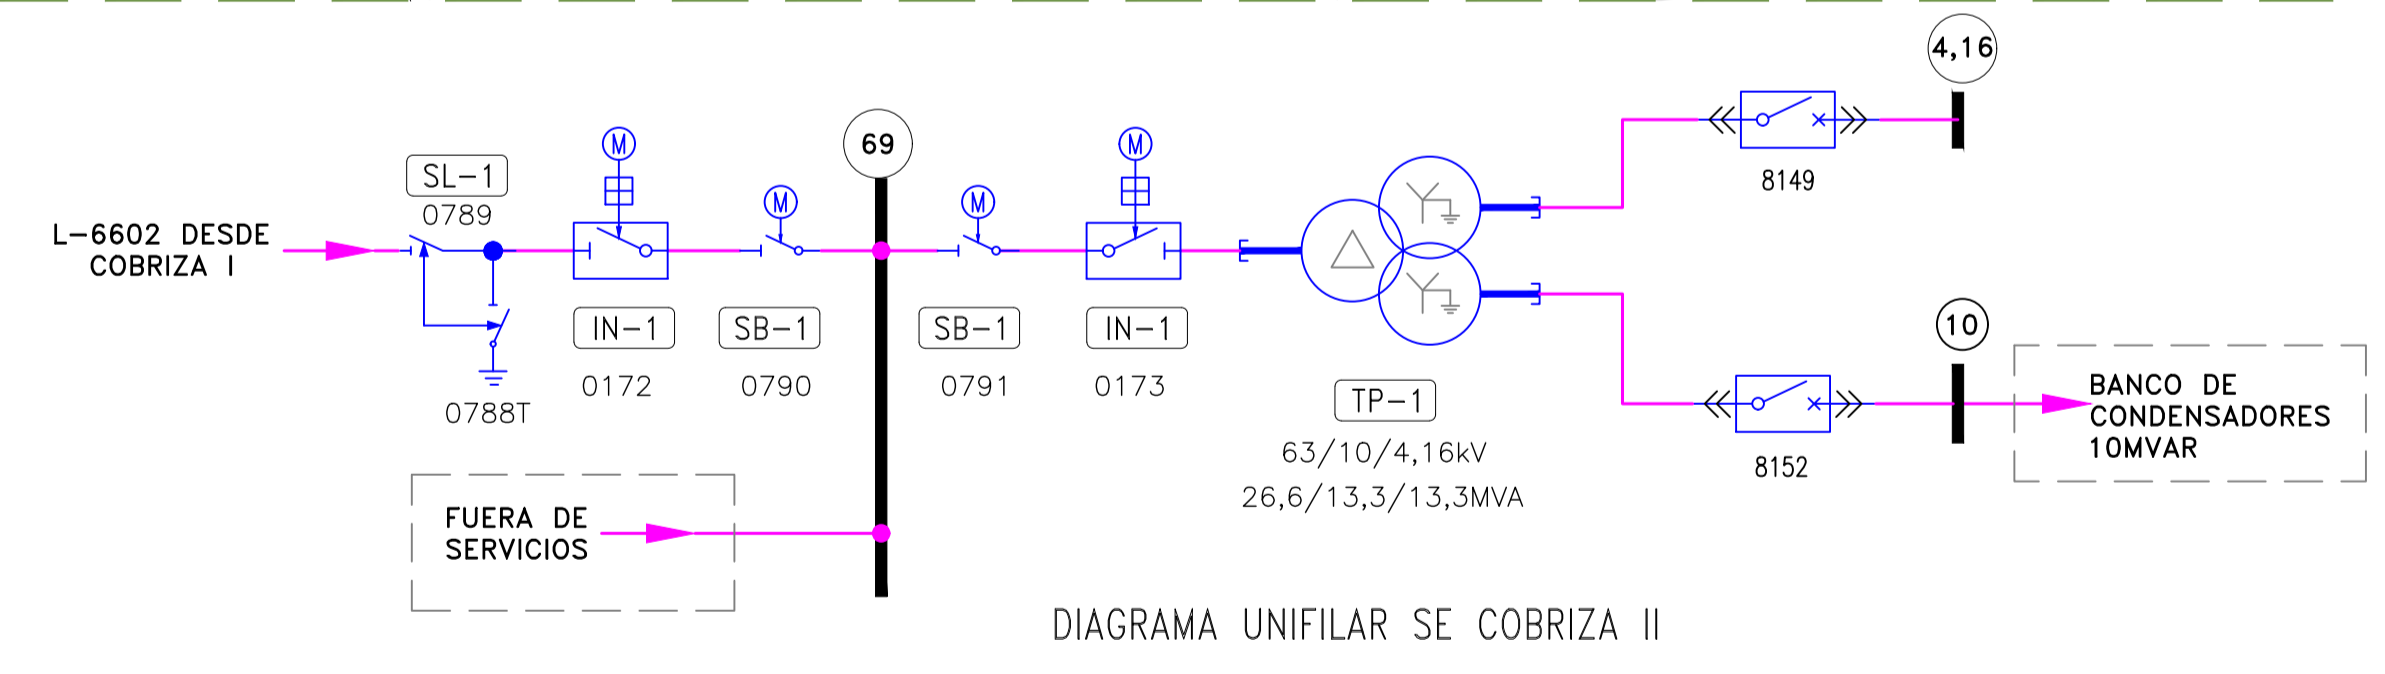 4,16
M
M
69
SL-1
M
M
8149
0789
L-6602 DESDE
COBRIZA I
IN-1
SB-1
SB-1
IN-1
10
0172
0790
0791
0173
TP-1
0788T
BANCO DE
CONDENSADORES
10MVAR
63/10/4,16kV
8152
26,6/13,3/13,3MVA
FUERA DE
SERVICIOS
DIAGRAMA UNIFILAR SE COBRIZA II